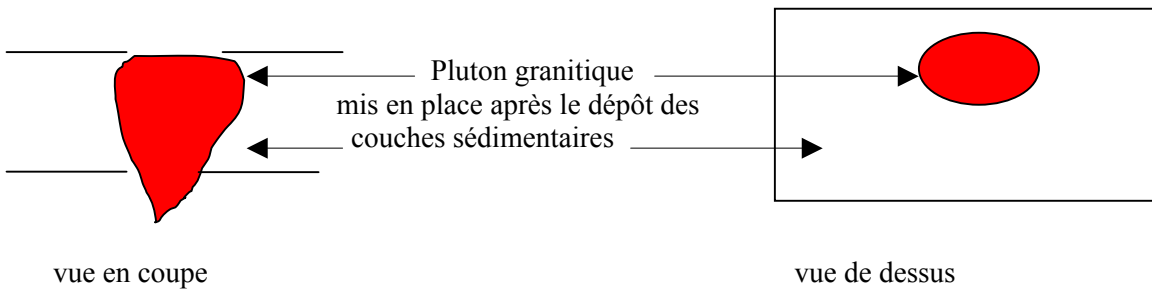 Pluton granitique
mis en place après le dépôt des
couches sédimentaires
vue en coupe
vue de dessus